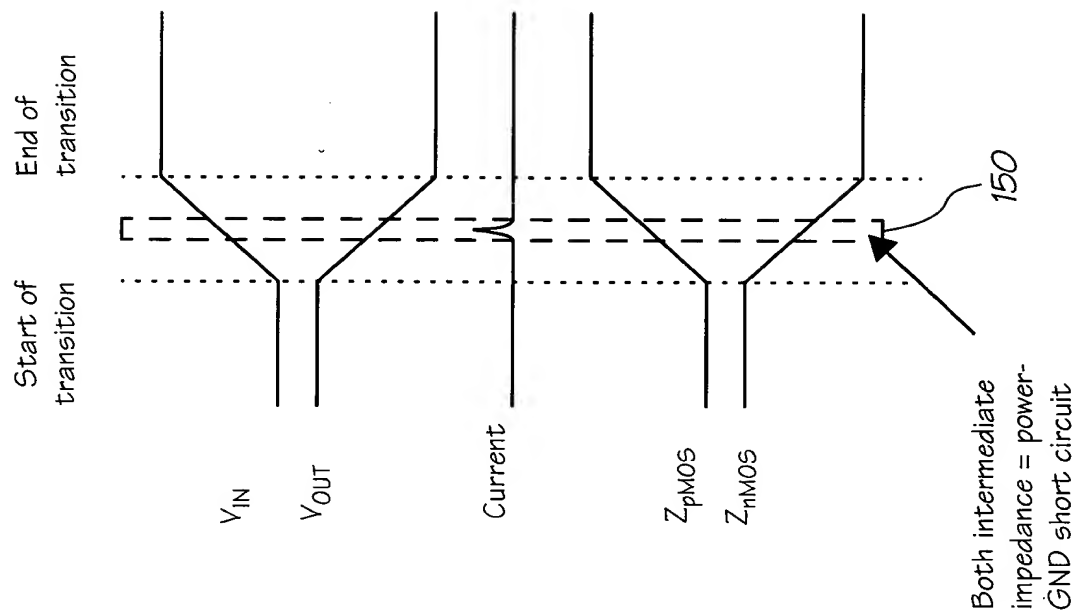 Start of
transition
End of
transition
V_IN
V_OUT
Current
Z_pMOS
Z_nMOS
150
Both intermediate
impedance = power-
GND short circuit